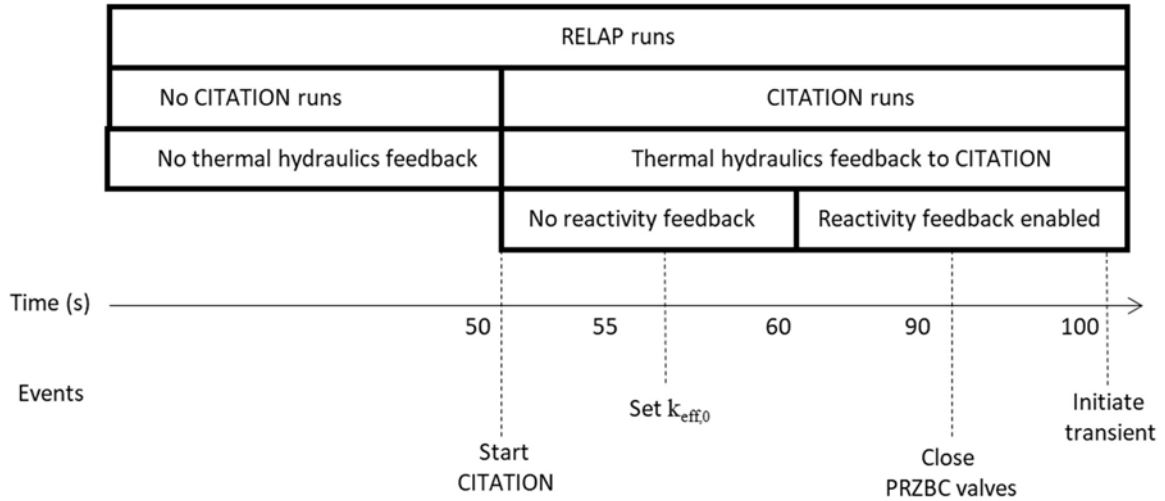 RELAP runs
No CITATION runs
CITATION runs
No thermal hydraulics feedback
Thermal hydraulics feedback to CITATION
No reactivity feedback
Reactivity feedback enabled
Time (s)
50
55
60
90
100
Events
Set k_eff,0
Initiate
transient
Start
CITATION
Close
PRZBC valves